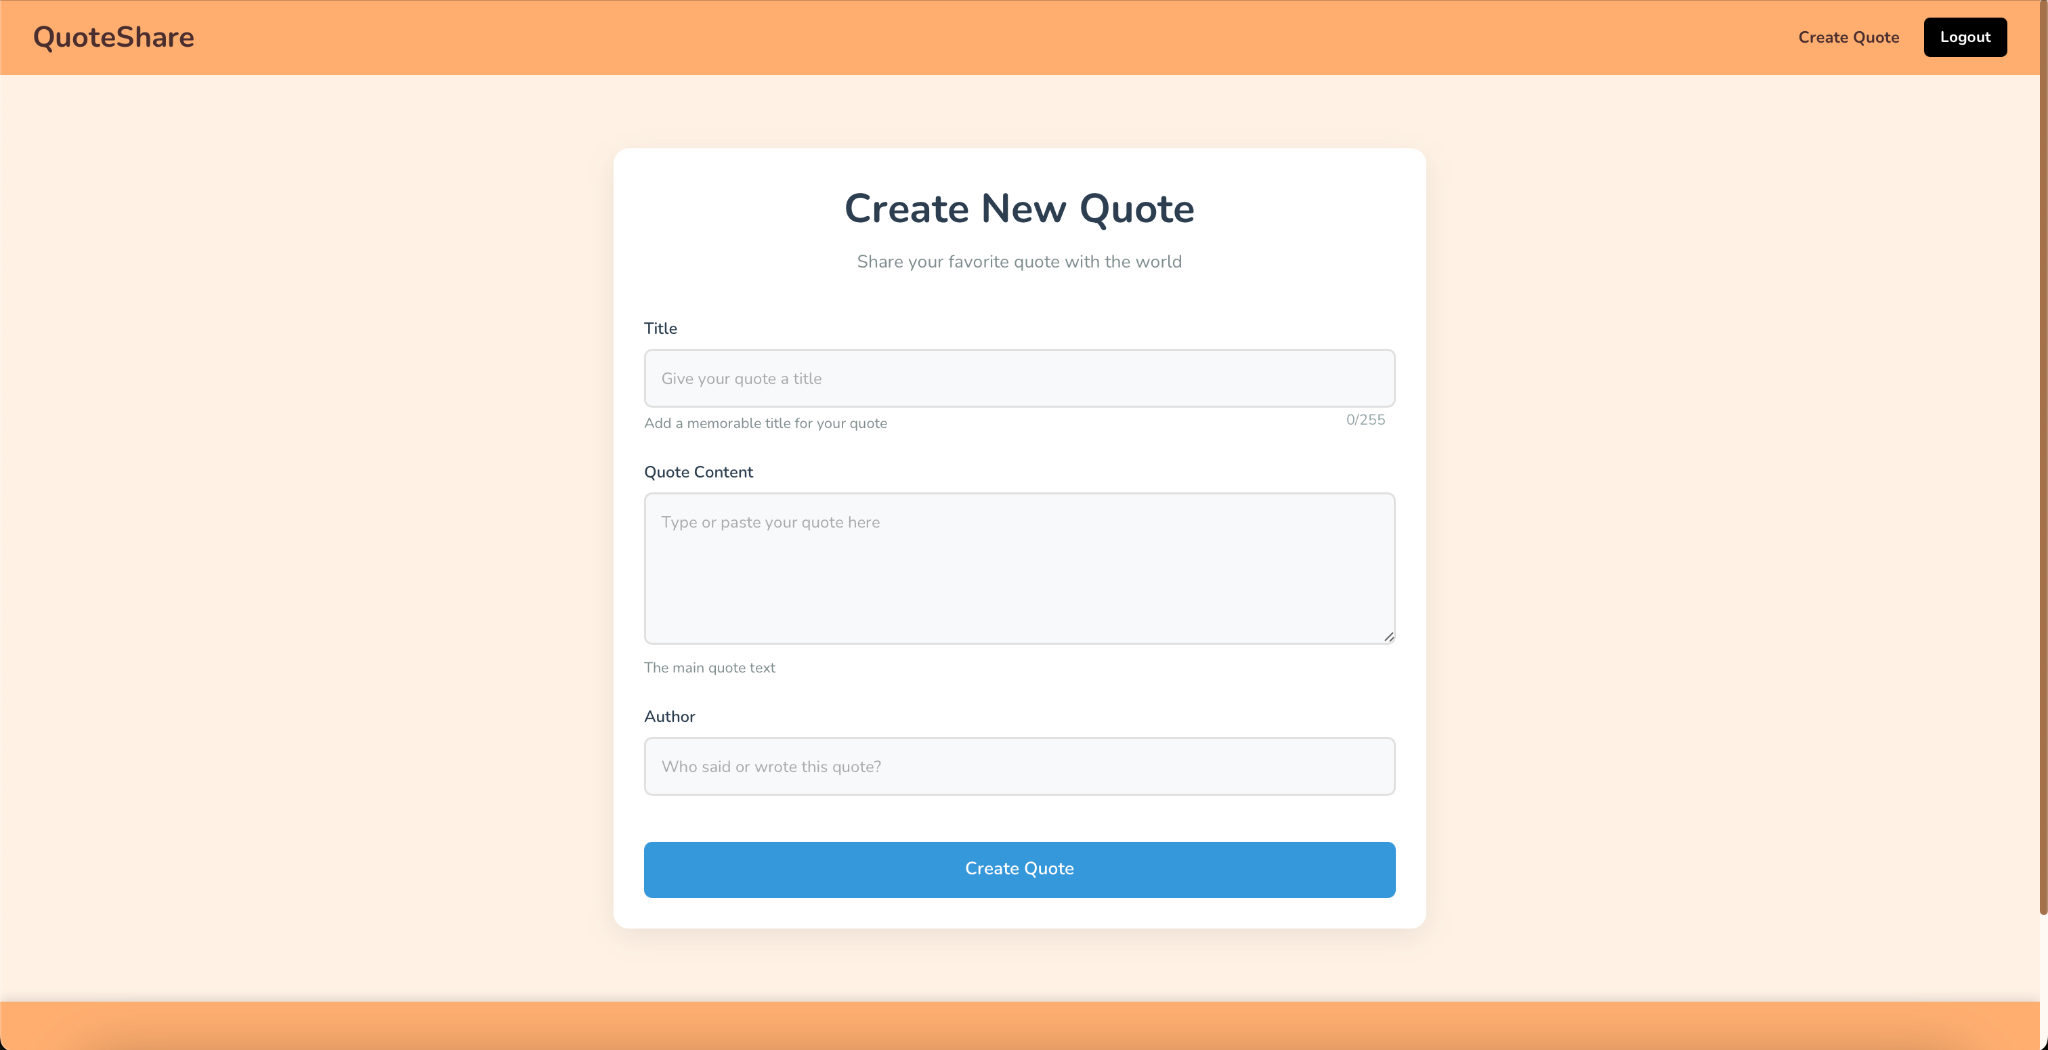 QuoteShare
Create Quote
Logout
Create New Quote
Share your favorite quote with the world
Title
Give your quote a title
Add a memorable title for your quote
0/255
Quote Content
Type or paste your quote here
The main quote text
Author
Who said or wrote this quote?
Create Quote